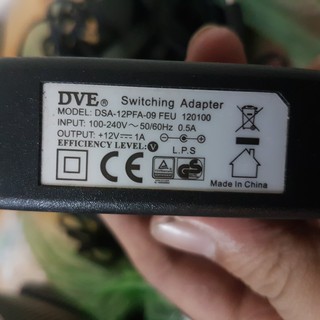 DVE® Switching Adapter
MODEL: DSA-12PFA-09 FEU 120100
INPUT: 100-240V~50/60Hz 0.5A
OUTPUT: +12V⎓1A
EFFICIENCY LEVEL: V
L.P.S
Made In China